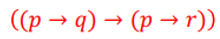 ((p → q) → (p → r))